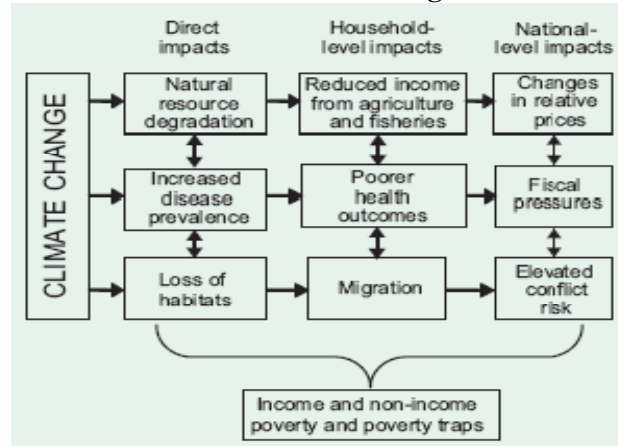 Direct
impacts
Household-
level impacts
National-
level impacts
CLIMATE CHANGE
Natural
resource
degradation
Reduced income
from agriculture
and fisheries
Changes
in relative
prices
Increased
disease
prevalence
Poorer
health
outcomes
Fiscal
pressures
Loss of
habitats
Migration
Elevated
conflict
risk
Income and non-income
poverty and poverty traps